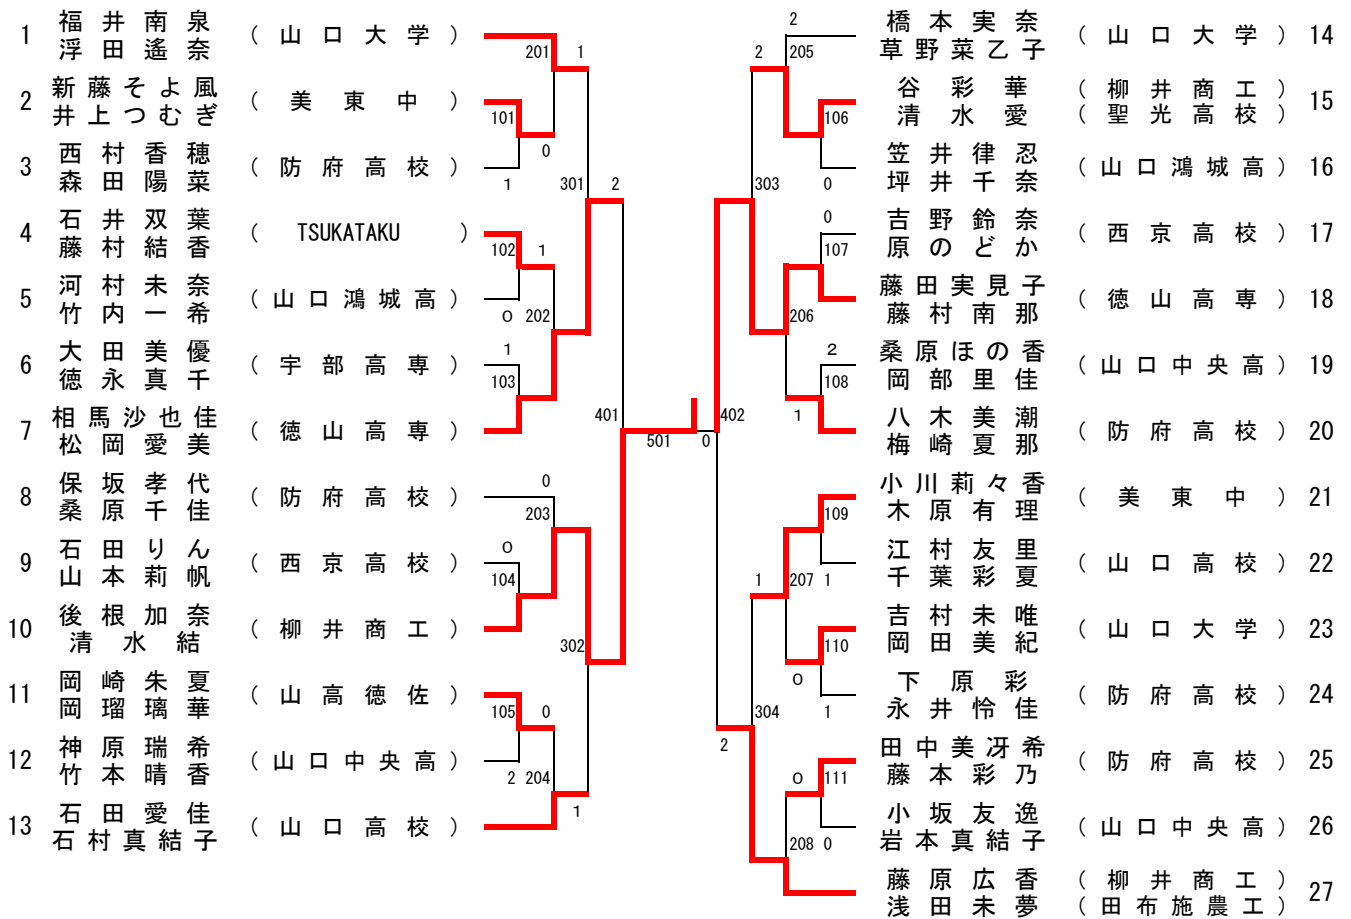 1 福井南泉 浮田遙奈 (山口大学)
2 新藤そよ風 井上つむぎ (美東中)
3 西村香穂 森田陽菜 (防府高校)
4 石井双葉 藤村結香 (TSUKATAKU)
5 河村未奈 竹内一希 (山口鴻城高)
6 大田美優 徳永真千 (宇部高専)
7 相馬沙也佳 松岡愛美 (徳山高専)
8 保坂孝代 桑原千佳 (防府高校)
9 石田りん 山本莉帆 (西京高校)
10 後根加奈 清水結 (柳井商工)
11 岡崎朱夏 岡瑠璃華 (山高徳佐)
12 神原瑞希 竹本晴香 (山口中央高)
13 石田愛佳 石村真結子 (山口高校)
201 1
101
0
1 301 2
102 1
0 202
1
103
401
0
203
0
104
302
105 0
2 204
1
501 0
2
2 205
106
303 0
0
107
206
2
108
402 1
109
1 207 1
110
0
304 1
2
0 111
208 0
橋本実奈 草野菜乙子 (山口大学) 14
谷彩華 清水愛 (柳井商工) (聖光高校) 15
笠井律忍 坪井千奈 (山口鴻城高) 16
吉野鈴奈 原のどか (西京高校) 17
藤田実見子 藤村南那 (徳山高専) 18
桑原ほの香 岡部里佳 (山口中央高) 19
八木美潮 梅崎夏那 (防府高校) 20
小川莉々香 木原有理 (美東中) 21
江村友里 千葉彩夏 (山口高校) 22
吉村未唯 岡田美紀 (山口大学) 23
下原彩 永井怜佳 (防府高校) 24
田中美冴希 藤本彩乃 (防府高校) 25
小坂友逸 岩本真結子 (山口中央高) 26
藤原広香 浅田未夢 (柳井商工) (田布施農工) 27